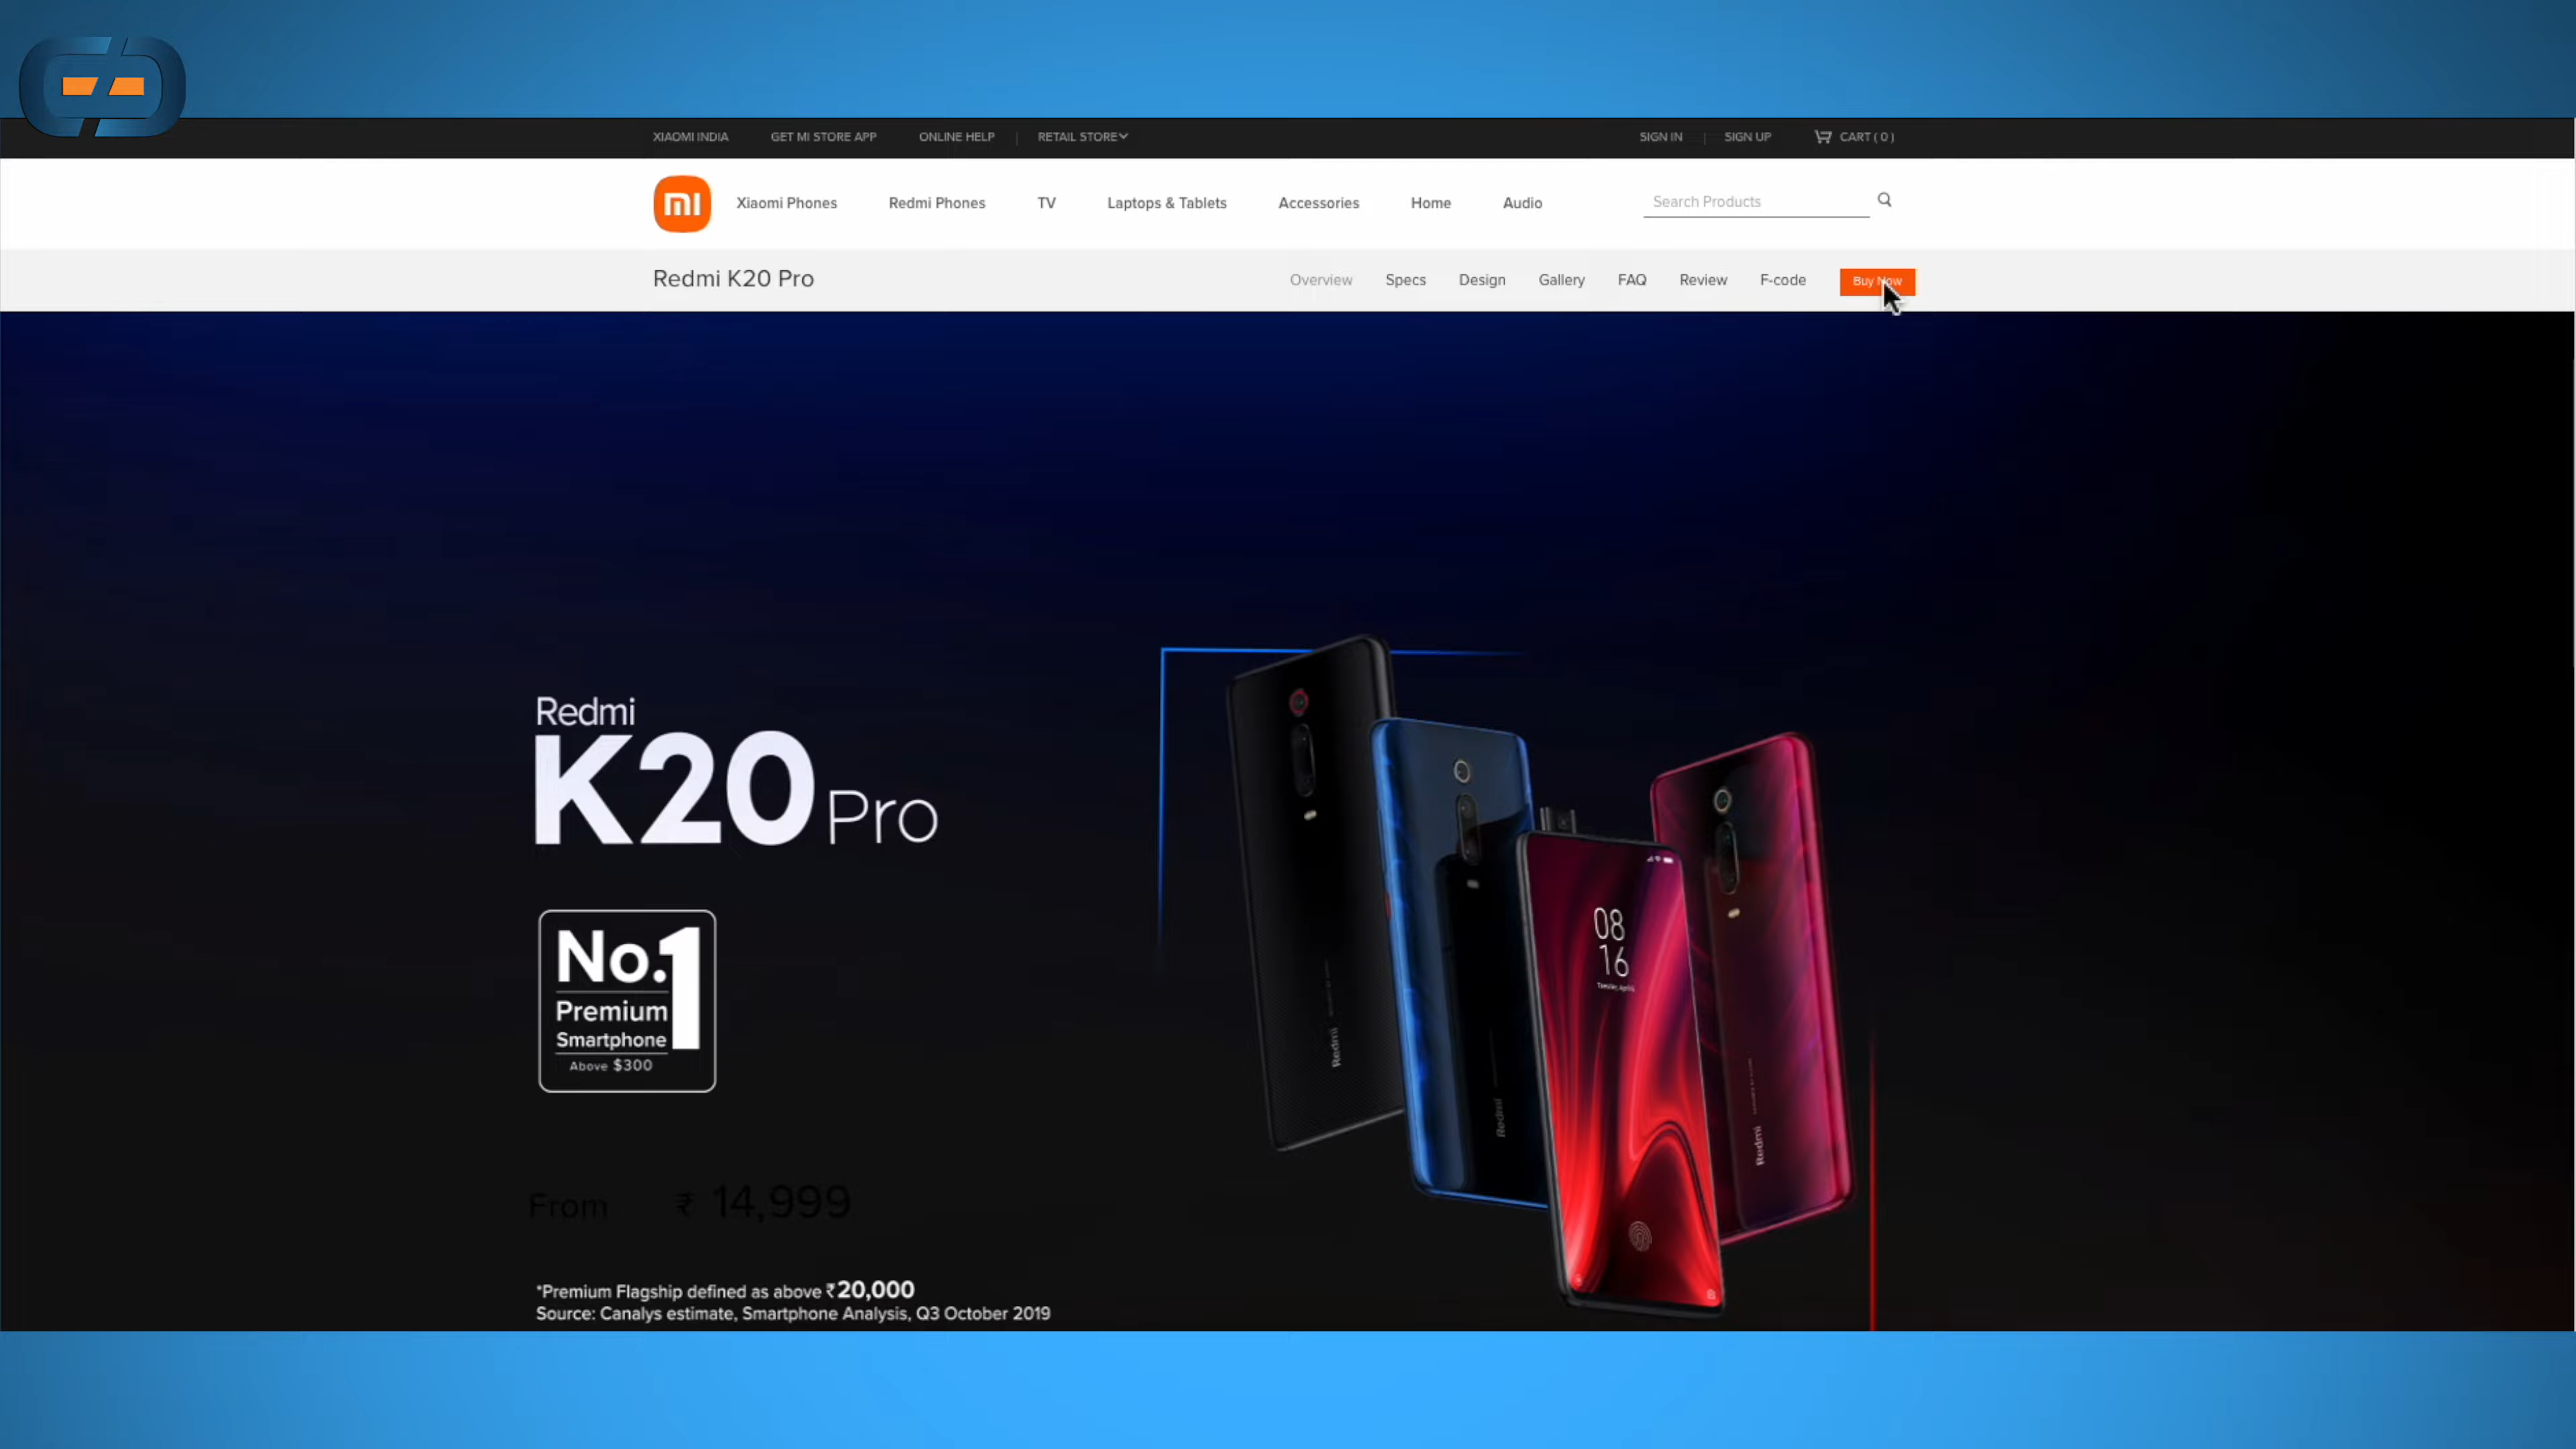 XIAOMI INDIA GET MI STORE APP ONLINE HELP | RETAIL STORE SIGN IN | SIGN UP CART ( 0 )
mi Xiaomi Phones Redmi Phones TV Laptops & Tablets Accessories Home Audio Search Products
Redmi K20 Pro Overview Specs Design Gallery FAQ Review F-code Buy Now
Redmi
K20 Pro
No.1
Premium
Smartphone
Above $300
08
16
Redmi
Redmi
Redmi
From ₹ 14,999
*Premium Flagship defined as above ₹20,000
Source: Canalys estimate, Smartphone Analysis, Q3 October 2019